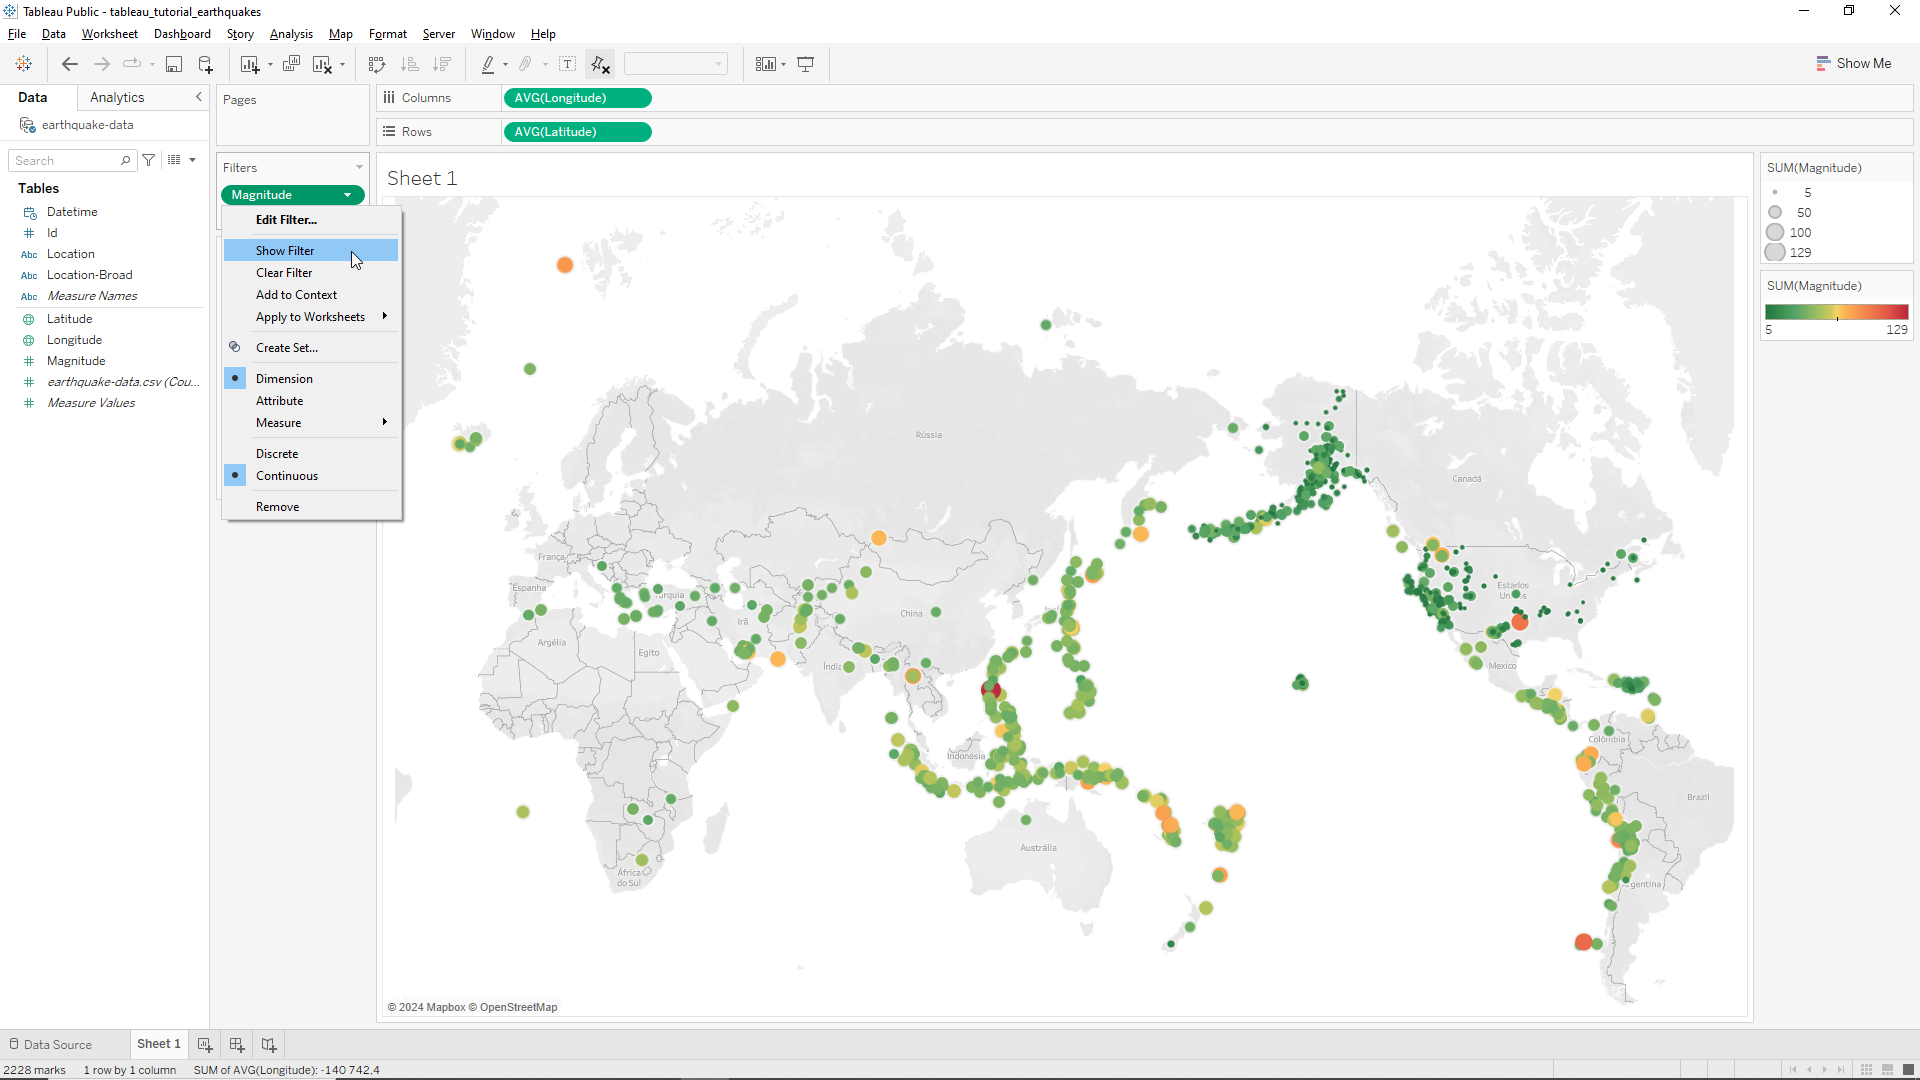 Tableau Public - tableau_tutorial_earthquakes
File Data Worksheet Dashboard Story Analysis Map Format Server Window Help
Show Me
Data Analytics
earthquake-data
Search
Tables
Datetime
Id
Abc Location
Abc Location-Broad
Abc Measure Names
Latitude
Longitude
Magnitude
earthquake-data.csv (Cou...
Measure Values
Pages
Filters
Magnitude
Edit Filter...
Show Filter
Clear Filter
Add to Context
Apply to Worksheets
Create Set...
Dimension
Attribute
Measure
Discrete
Continuous
Remove
Columns AVG(Longitude)
Rows AVG(Latitude)
Sheet 1
Rússia
Canadá
França
Espanha
Turquia
Estados
Unidos
China
Irã
Argélia
Egito
Índia
Mexico
Colômbia
Indonésia
Brazil
Austrália
África
do Sul
Argentina
© 2024 Mapbox © OpenStreetMap
SUM(Magnitude)
5
50
100
129
SUM(Magnitude)
5 129
Data Source Sheet 1
2228 marks 1 row by 1 column SUM of AVG(Longitude): -140 742,4